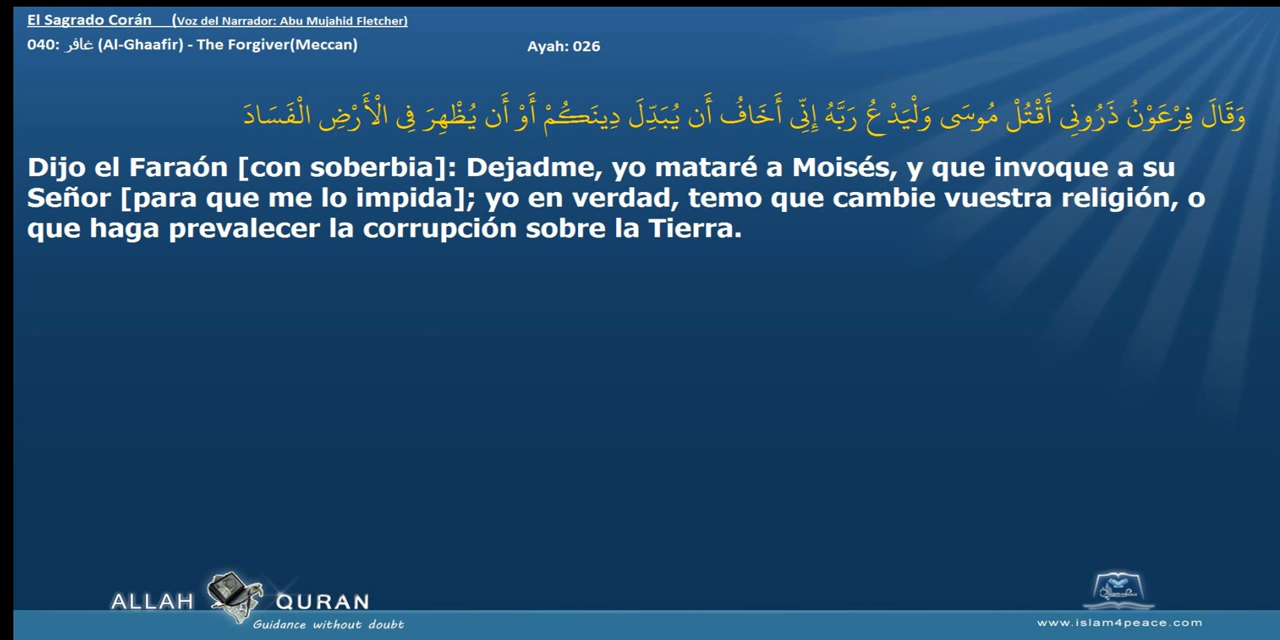 El Sagrado Corán (Voz del Narrador: Abu Mujahid Fletcher)
040: غافر (Al-Ghaafir) - The Forgiver(Meccan) Ayah: 026
وَقَالَ فِرْعَوْنُ ذَرُونِي أَقْتُلْ مُوسَى وَلْيَدْعُ رَبَّهُ إِنِّي أَخَافُ أَن يُبَدِّلَ دِينَكُمْ أَوْ أَن يُظْهِرَ فِي الْأَرْضِ الْفَسَادَ
Dijo el Faraón [con soberbia]: Dejadme, yo mataré a Moisés, y que invoque a su
Señor [para que me lo impida]; yo en verdad, temo que cambie vuestra religión, o
que haga prevalecer la corrupción sobre la Tierra.
ALLAH QURAN
Guidance without doubt
www.islam4peace.com